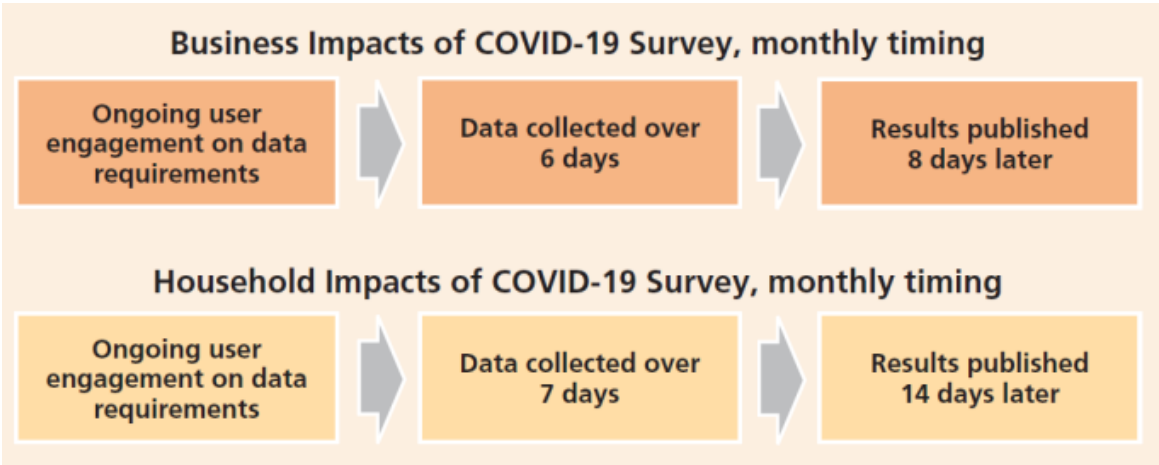 Business Impacts of COVID-19 Survey, monthly timing
Ongoing user
engagement on data
requirements
Data collected over
6 days
Results published
8 days later
Household Impacts of COVID-19 Survey, monthly timing
Ongoing user
engagement on data
requirements
Data collected over
7 days
Results published
14 days later